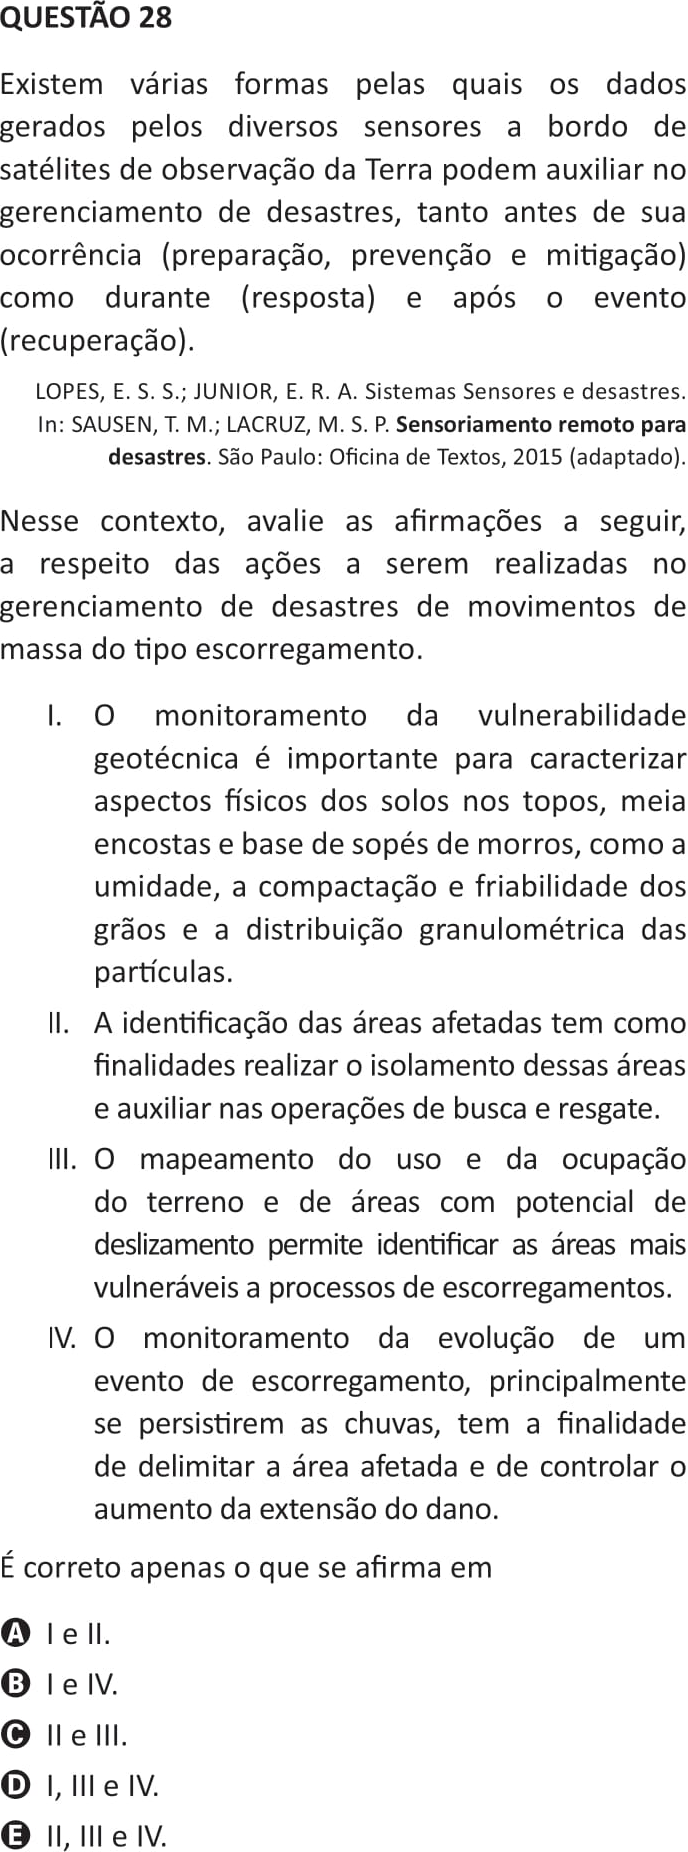 QUESTÃO 28
Existem várias formas pelas quais os dados
gerados pelos diversos sensores a bordo de
satélites de observação da Terra podem auxiliar no
gerenciamento de desastres, tanto antes de sua
ocorrência (preparação, prevenção e mitigação)
como durante (resposta) e após o evento
(recuperação).
LOPES, E. S. S.; JUNIOR, E. R. A. Sistemas Sensores e desastres.
In: SAUSEN, T. M.; LACRUZ, M. S. P. Sensoriamento remoto para
desastres. São Paulo: Oficina de Textos, 2015 (adaptado).
Nesse contexto, avalie as afirmações a seguir,
a respeito das ações a serem realizadas no
gerenciamento de desastres de movimentos de
massa do tipo escorregamento.
I. O monitoramento da vulnerabilidade
geotécnica é importante para caracterizar
aspectos físicos dos solos nos topos, meia
encostas e base de sopés de morros, como a
umidade, a compactação e friabilidade dos
grãos e a distribuição granulométrica das
partículas.
II. A identificação das áreas afetadas tem como
finalidades realizar o isolamento dessas áreas
e auxiliar nas operações de busca e resgate.
III. O mapeamento do uso e da ocupação
do terreno e de áreas com potencial de
deslizamento permite identificar as áreas mais
vulneráveis a processos de escorregamentos.
IV. O monitoramento da evolução de um
evento de escorregamento, principalmente
se persistirem as chuvas, tem a finalidade
de delimitar a área afetada e de controlar o
aumento da extensão do dano.
É correto apenas o que se afirma em
A I e II.
B I e IV.
C II e III.
D I, III e IV.
E II, III e IV.